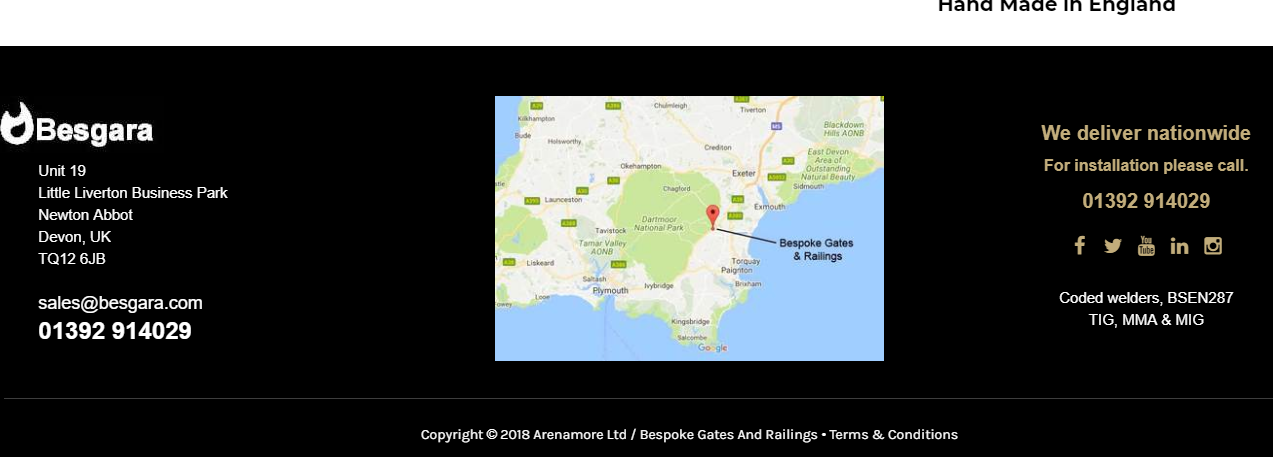 Hand Made in England
Besgara
Unit 19
Little Liverton Business Park
Newton Abbot
Devon, UK
TQ12 6JB
sales@besgara.com
01392 914029
Chulmleigh
Tiverton
Kilkhampton
M5
Blackdown
Hills AONB
Bude
Holsworthy
Crediton
East Devon
Area of
Outstanding
Natural Beauty
Okehampton
Exeter
A30
Sidmouth
Chagford
Launceston
Exmouth
Dartmoor
National Park
Tavistock
Tamar Valley
AONB
Bespoke Gates
& Railings
Liskeard
Torquay
Paignton
Saltash
Ivybridge
Brixham
Plymouth
Looe
Kingsbridge
Salcombe
Google
We deliver nationwide
For installation please call.
01392 914029
You
Tube
Coded welders, BSEN287
TIG, MMA & MIG
Copyright © 2018 Arenamore Ltd / Bespoke Gates And Railings • Terms & Conditions